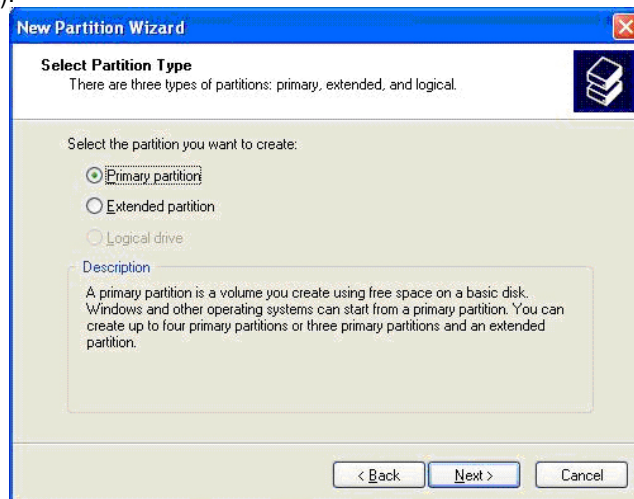 ).
New Partition Wizard
Select Partition Type
There are three types of partitions: primary, extended, and logical.
Select the partition you want to create:
Primary partition
Extended partition
Logical drive
Description
A primary partition is a volume you create using free space on a basic disk.
Windows and other operating systems can start from a primary partition. You can
create up to four primary partitions or three primary partitions and an extended
partition.
< Back Next > Cancel